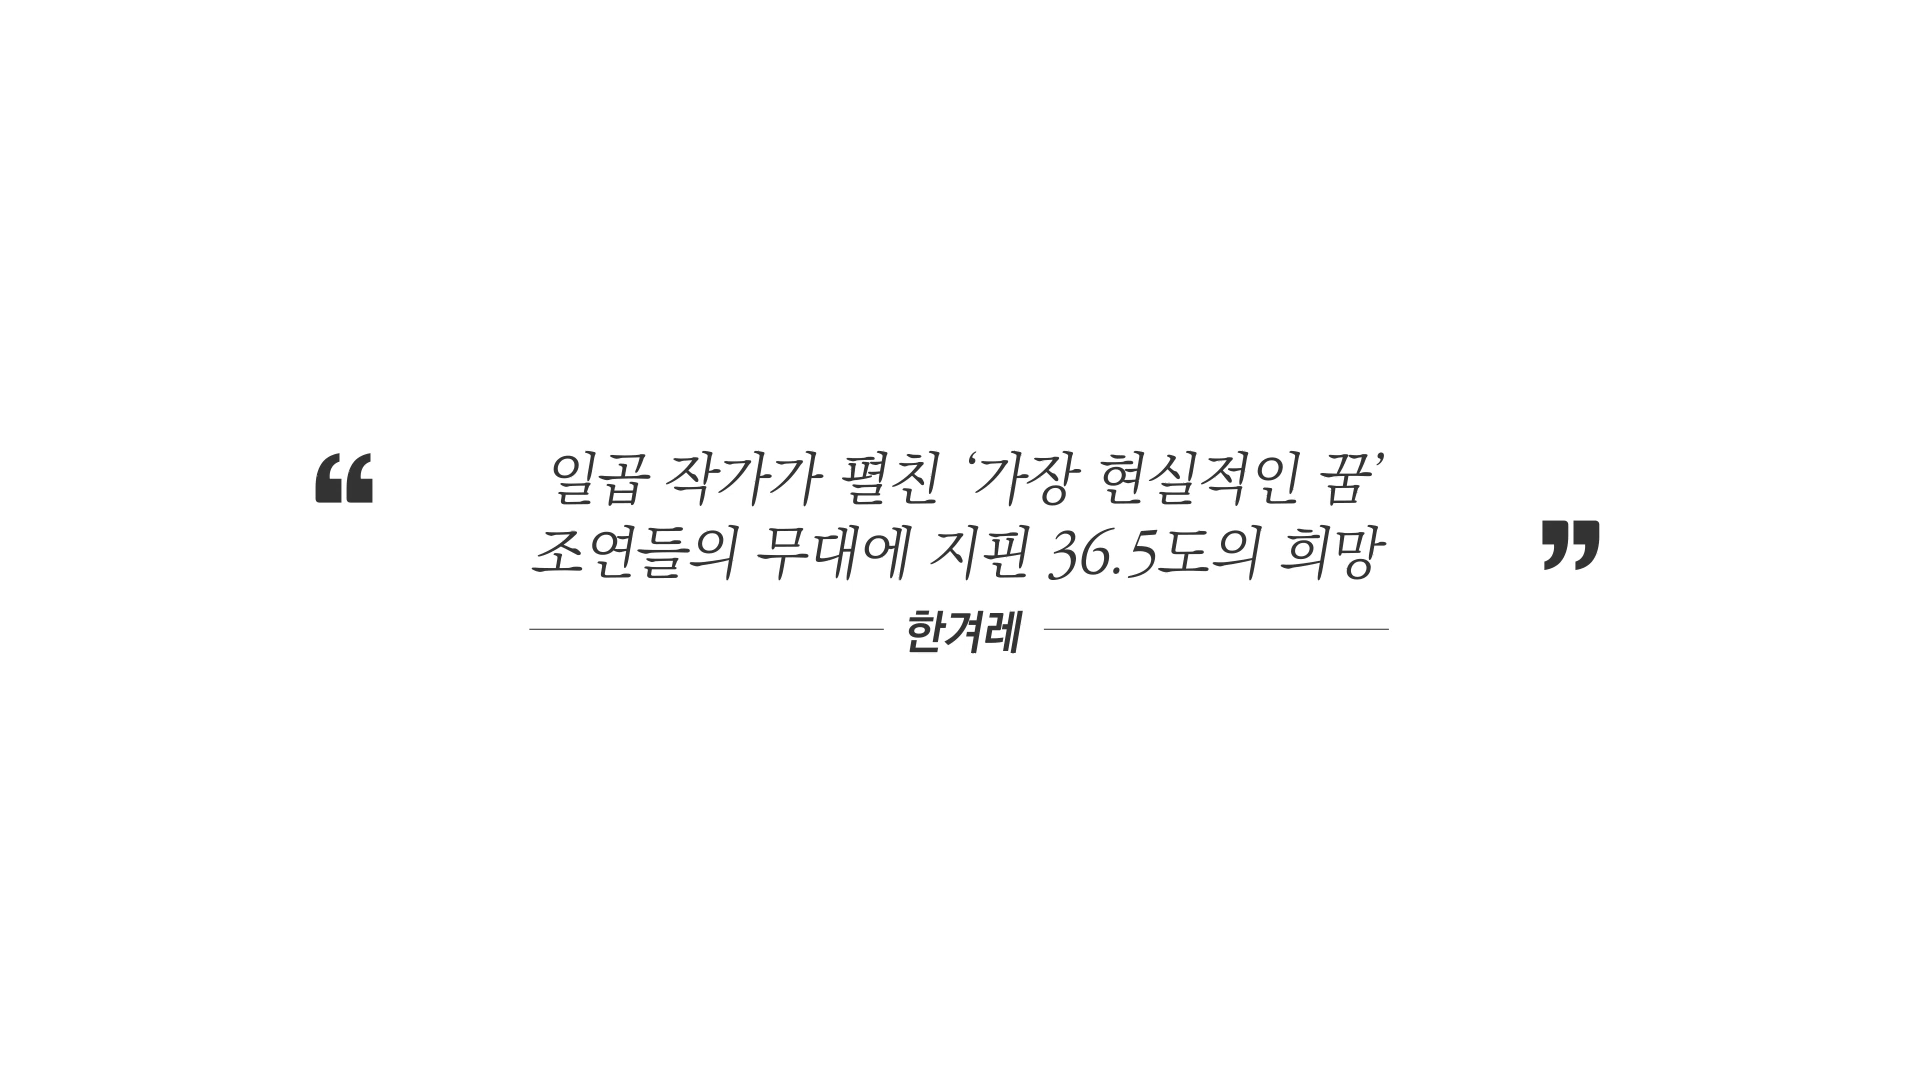 “ 일곱 작가가 펼친 ‘가장 현실적인 꿈’
조연들의 무대에 지핀 36.5도의 희망 ”
한겨레